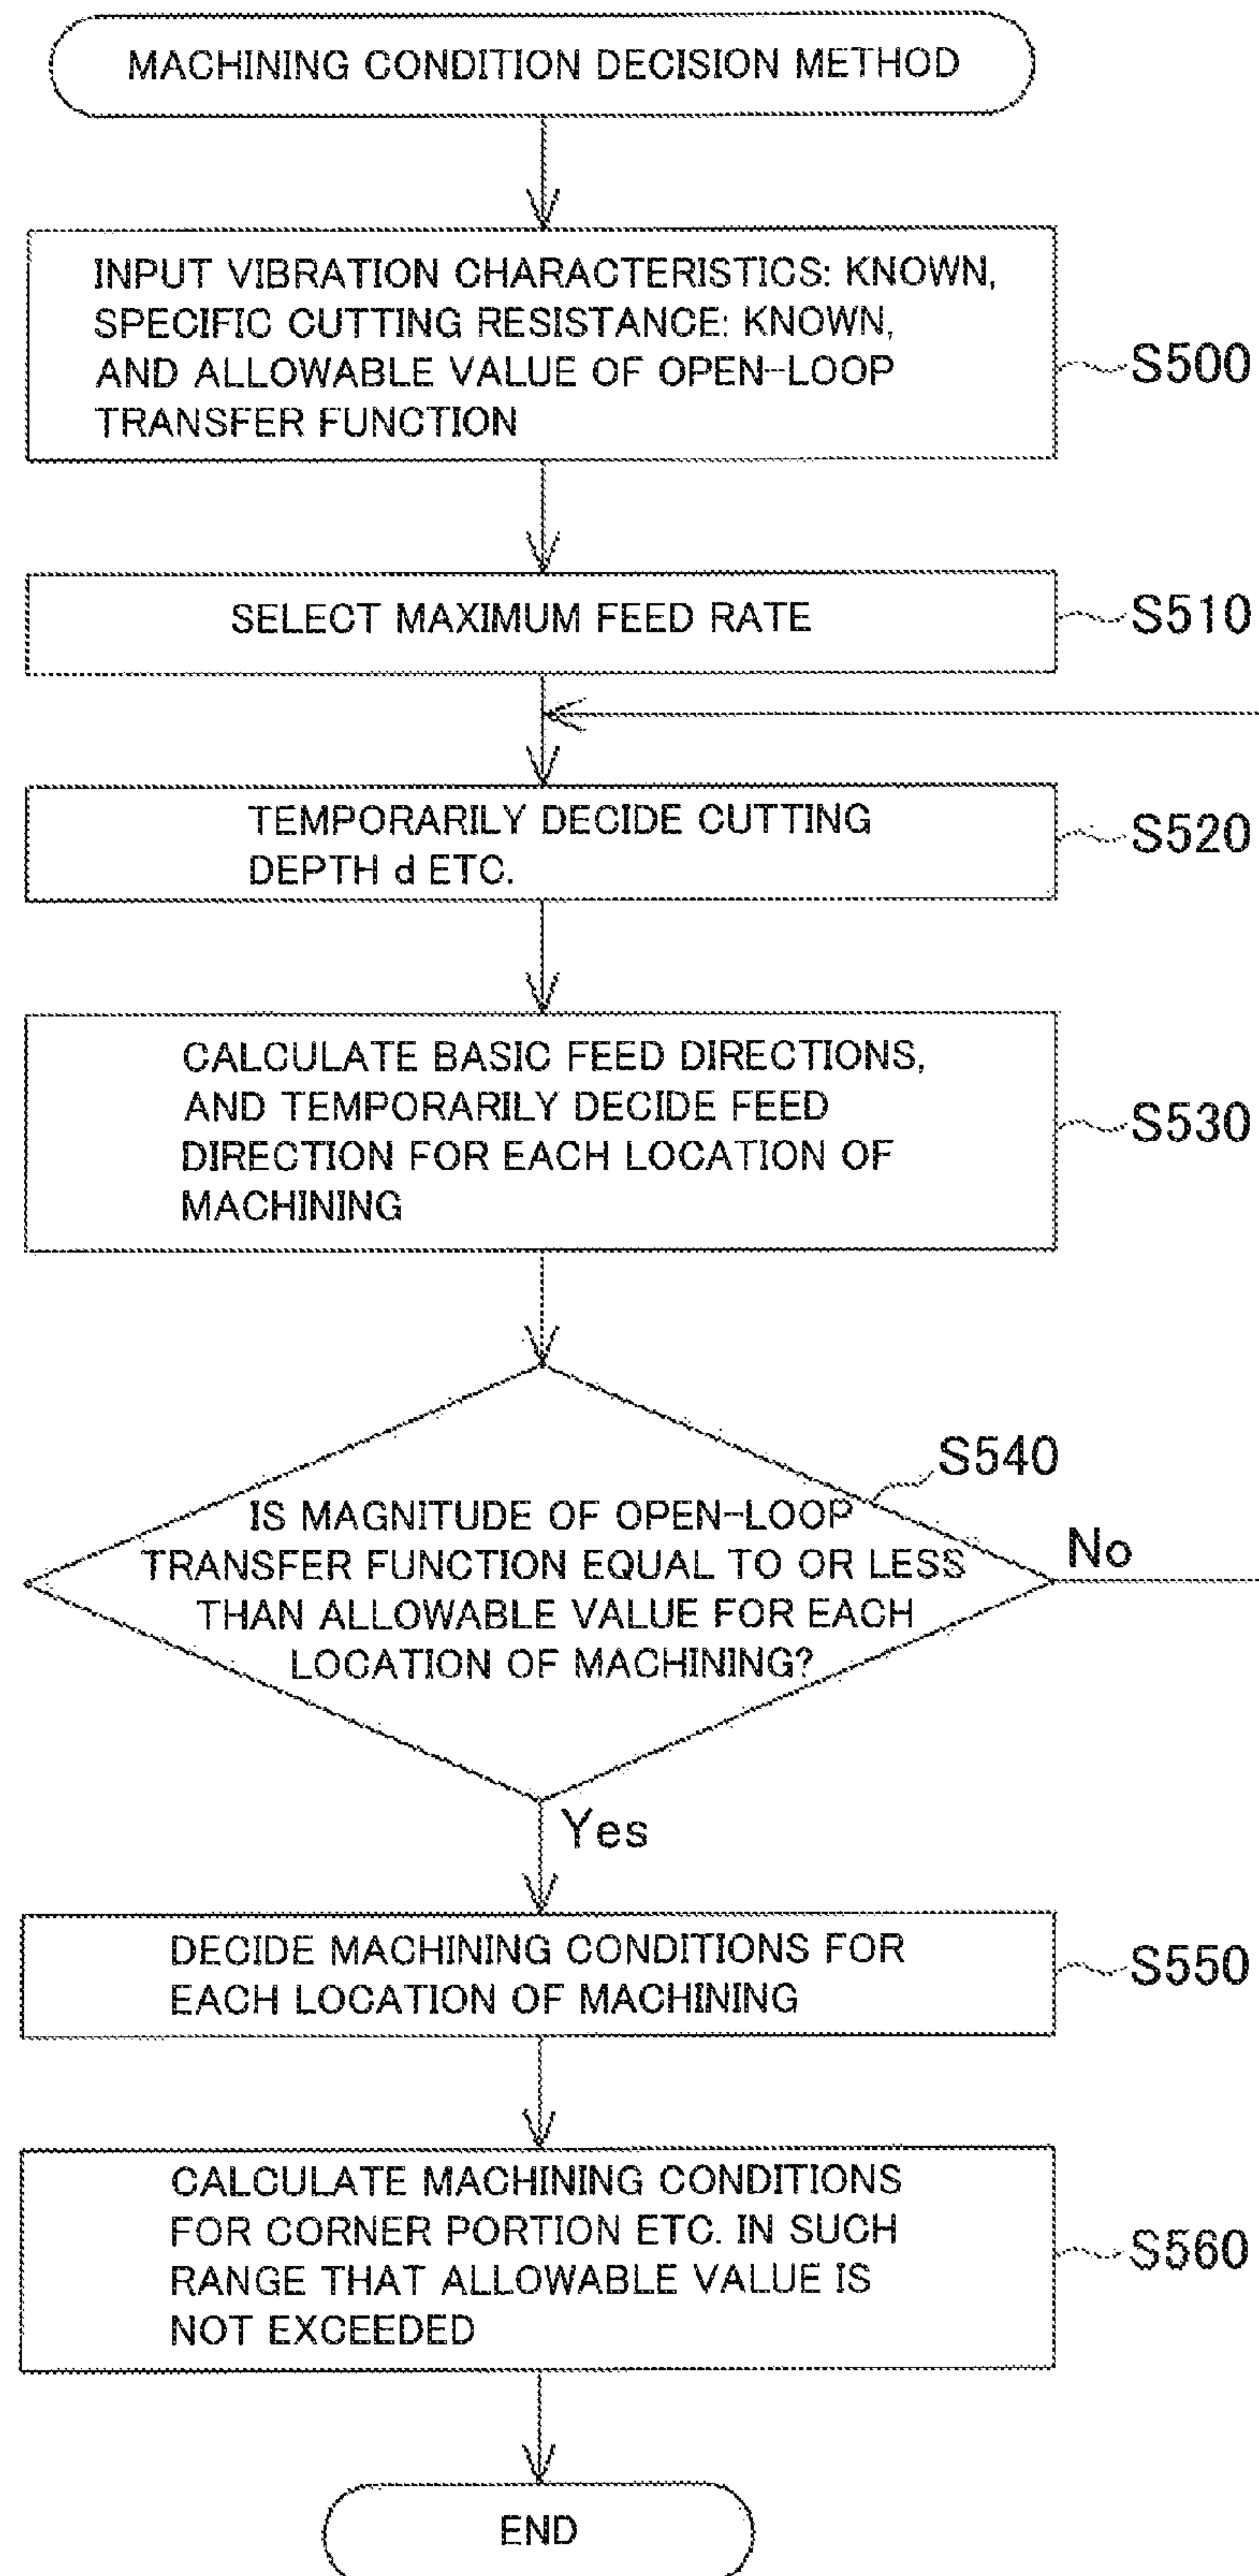 MACHINING CONDITION DECISION METHOD
INPUT VIBRATION CHARACTERISTICS: KNOWN,
SPECIFIC CUTTING RESISTANCE: KNOWN,
AND ALLOWABLE VALUE OF OPEN-LOOP
TRANSFER FUNCTION
S500
SELECT MAXIMUM FEED RATE
S510
TEMPORARILY DECIDE CUTTING
DEPTH d ETC.
S520
CALCULATE BASIC FEED DIRECTIONS,
AND TEMPORARILY DECIDE FEED
DIRECTION FOR EACH LOCATION OF
MACHINING
S530
S540
IS MAGNITUDE OF OPEN-LOOP
TRANSFER FUNCTION EQUAL TO OR LESS
THAN ALLOWABLE VALUE FOR EACH
LOCATION OF MACHINING?
No
Yes
DECIDE MACHINING CONDITIONS FOR
EACH LOCATION OF MACHINING
S550
CALCULATE MACHINING CONDITIONS
FOR CORNER PORTION ETC. IN SUCH
RANGE THAT ALLOWABLE VALUE IS
NOT EXCEEDED
S560
END